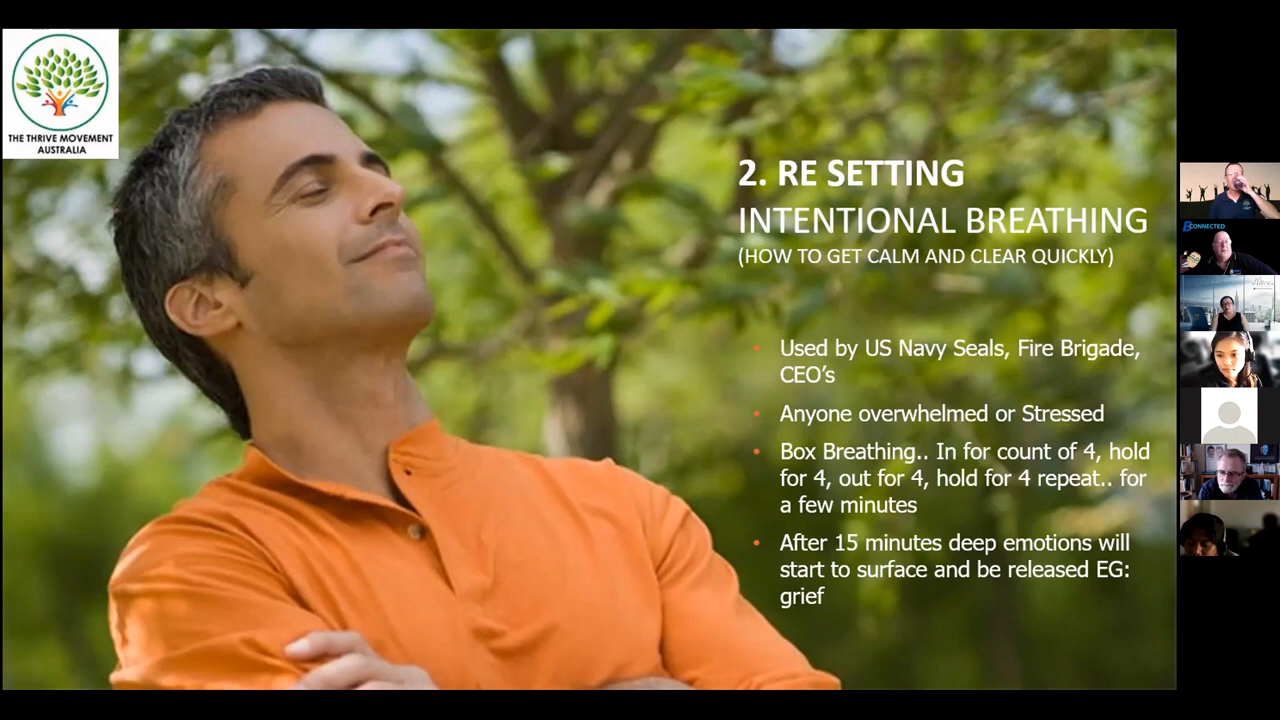 THE THRIVE MOVEMENT
AUSTRALIA
2. RE SETTING
INTENTIONAL BREATHING
(HOW TO GET CALM AND CLEAR QUICKLY)
• Used by US Navy Seals, Fire Brigade,
CEO's
• Anyone overwhelmed or Stressed
• Box Breathing.. In for count of 4, hold
for 4, out for 4, hold for 4 repeat.. for
a few minutes
• After 15 minutes deep emotions will
start to surface and be released EG:
grief
BCONNECTED